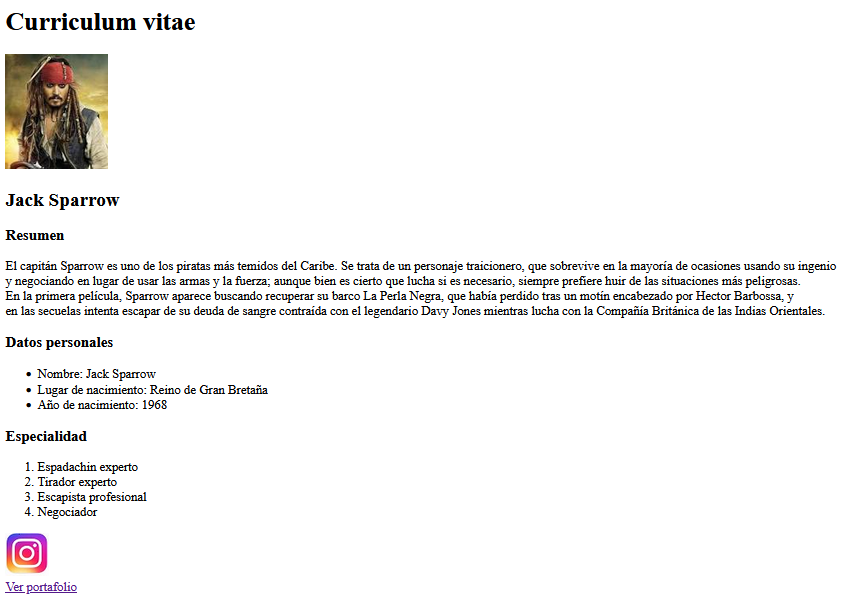 Curriculum vitae
Jack Sparrow
Resumen
El capitán Sparrow es uno de los piratas más temidos del Caribe. Se trata de un personaje traicionero, que sobrevive en la mayoría de ocasiones usando su ingenio
y negociando en lugar de usar las armas y la fuerza; aunque bien es cierto que lucha si es necesario, siempre prefiere huir de las situaciones más peligrosas.
En la primera película, Sparrow aparece buscando recuperar su barco La Perla Negra, que había perdido tras un motín encabezado por Hector Barbossa, y
en las secuelas intenta escapar de su deuda de sangre contraída con el legendario Davy Jones mientras lucha con la Compañía Británica de las Indias Orientales.
Datos personales
• Nombre: Jack Sparrow
• Lugar de nacimiento: Reino de Gran Bretaña
• Año de nacimiento: 1968
Especialidad
1. Espadachin experto
2. Tirador experto
3. Escapista profesional
4. Negociador
Ver portafolio